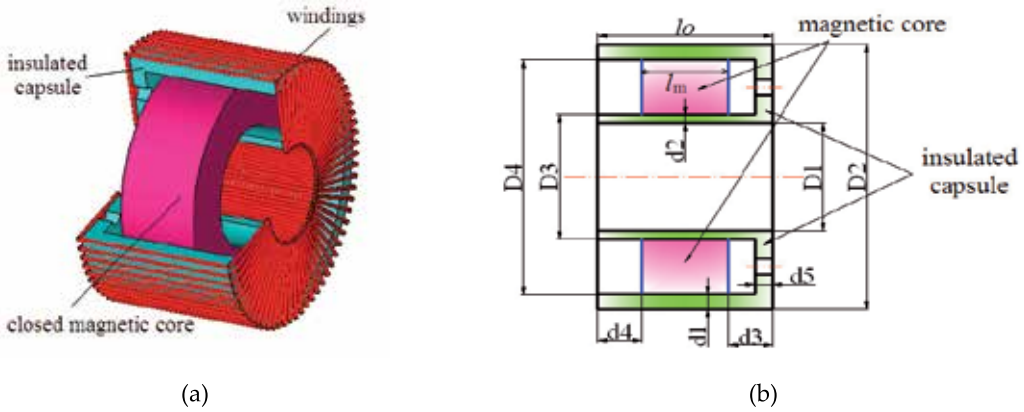 windings
insulated
capsule
closed magnetic core
(a)
lo
magnetic core
lm
d2
D4
D3
D1
D2
insulated
capsule
d5
d4
d1
d3
(b)